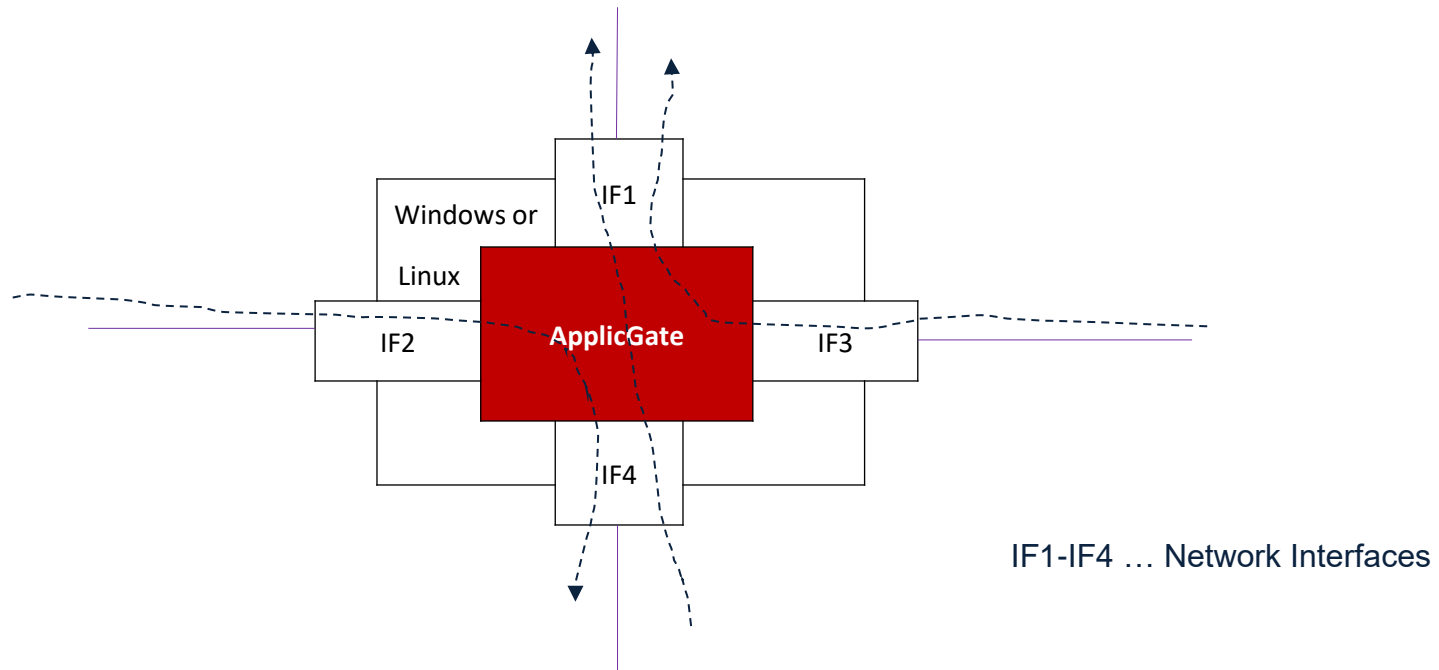 IF1
Windows or
Linux
IF2
ApplicGate
IF3
IF4
IF1-IF4 … Network Interfaces